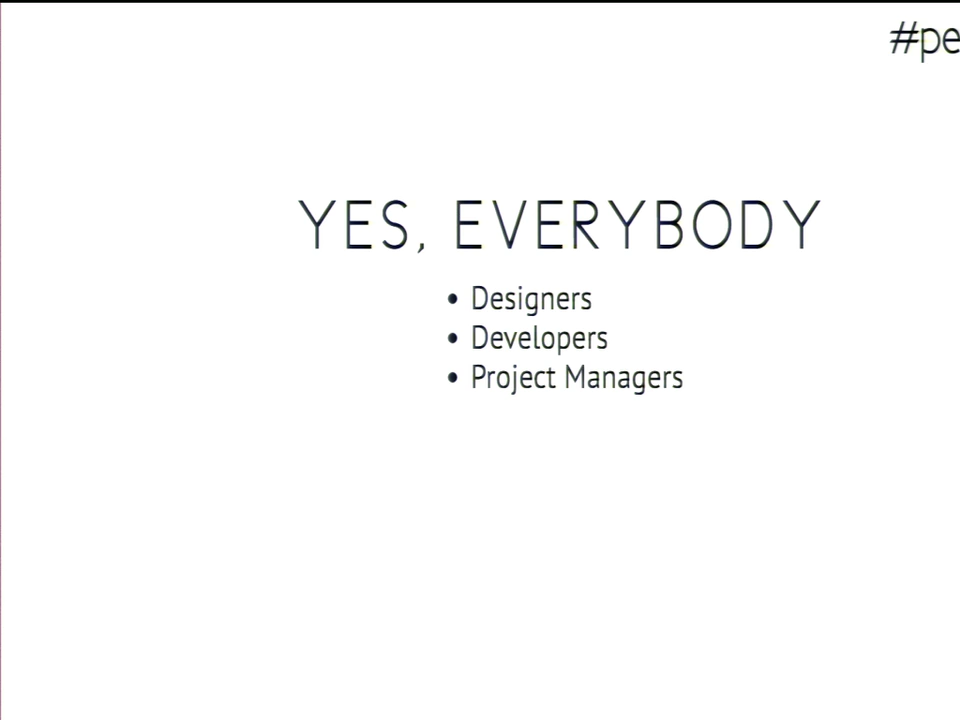 #pe
YES, EVERYBODY
• Designers
• Developers
• Project Managers